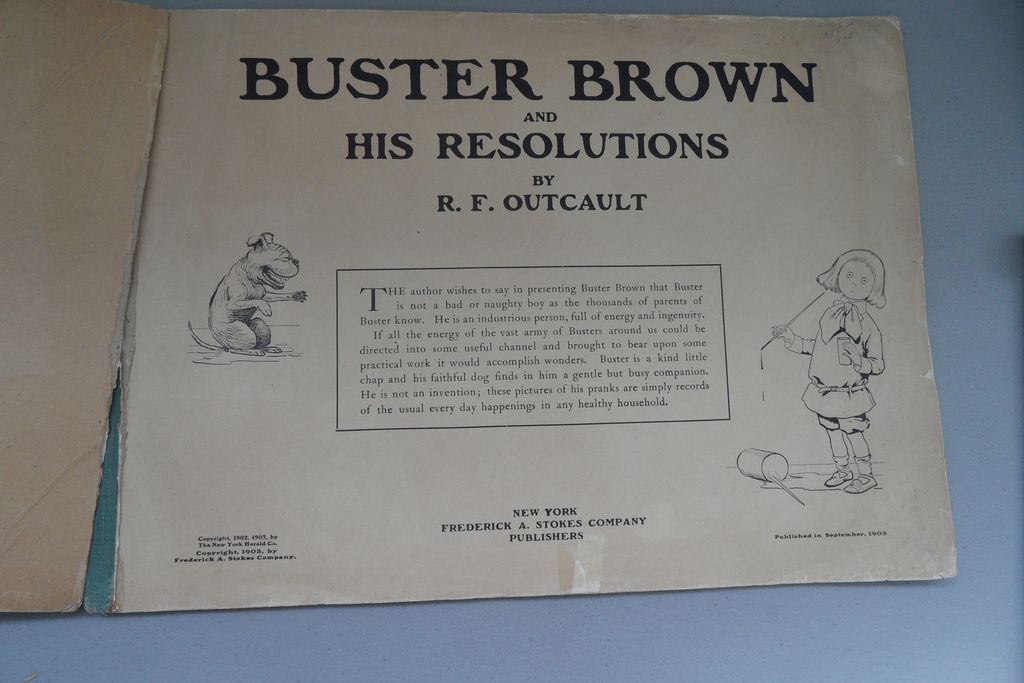 BUSTER BROWN
AND
HIS RESOLUTIONS
BY
R. F. OUTCAULT
THE author wishes to say in presenting Buster Brown that Buster
is not a bad or naughty boy as the thousands of parents of
Buster know. He is an industrious person, full of energy and ingenuity.
If all the energy of the vast army of Busters around us could be
directed into some useful channel and brought to bear upon some
practical work it would accomplish wonders. Buster is a kind little
chap and his faithful dog finds in him a gentle but busy companion.
He is not an invention; these pictures of his pranks are simply records
of the usual every day happenings in any healthy household.
NEW YORK
FREDERICK A. STOKES COMPANY
PUBLISHERS
Copyright, 1902, 1903, by
The New York Herald Co.
Copyright, 1903, by
Frederick A. Stokes Company.
Published in September, 1903